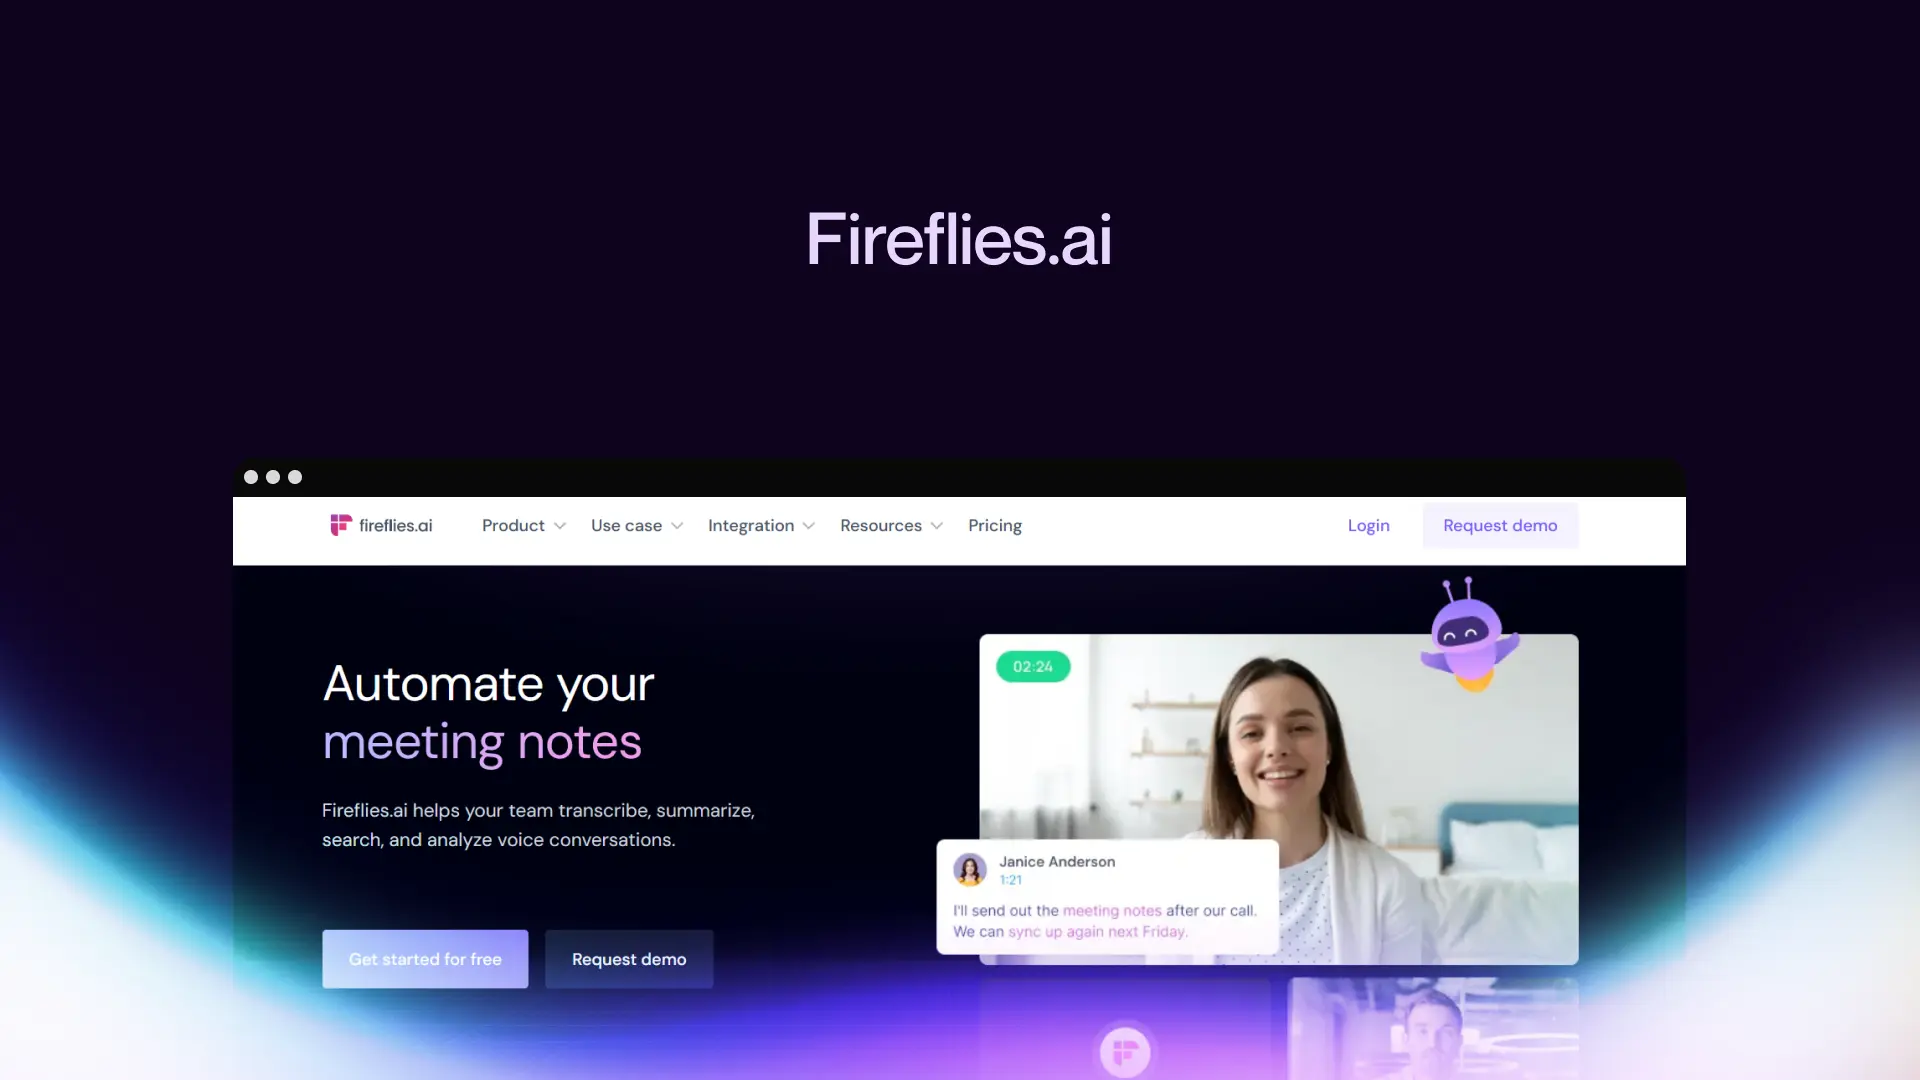 Fireflies.ai
fireflies.ai
Product
Use case
Integration
Resources
Pricing
Login
Request demo
Automate your
meeting notes
Fireflies.ai helps your team transcribe, summarize,
search, and analyze voice conversations.
Get started for free
Request demo
02:24
Janice Anderson
1:21
I'll send out the meeting notes after our call.
We can sync up again next Friday.